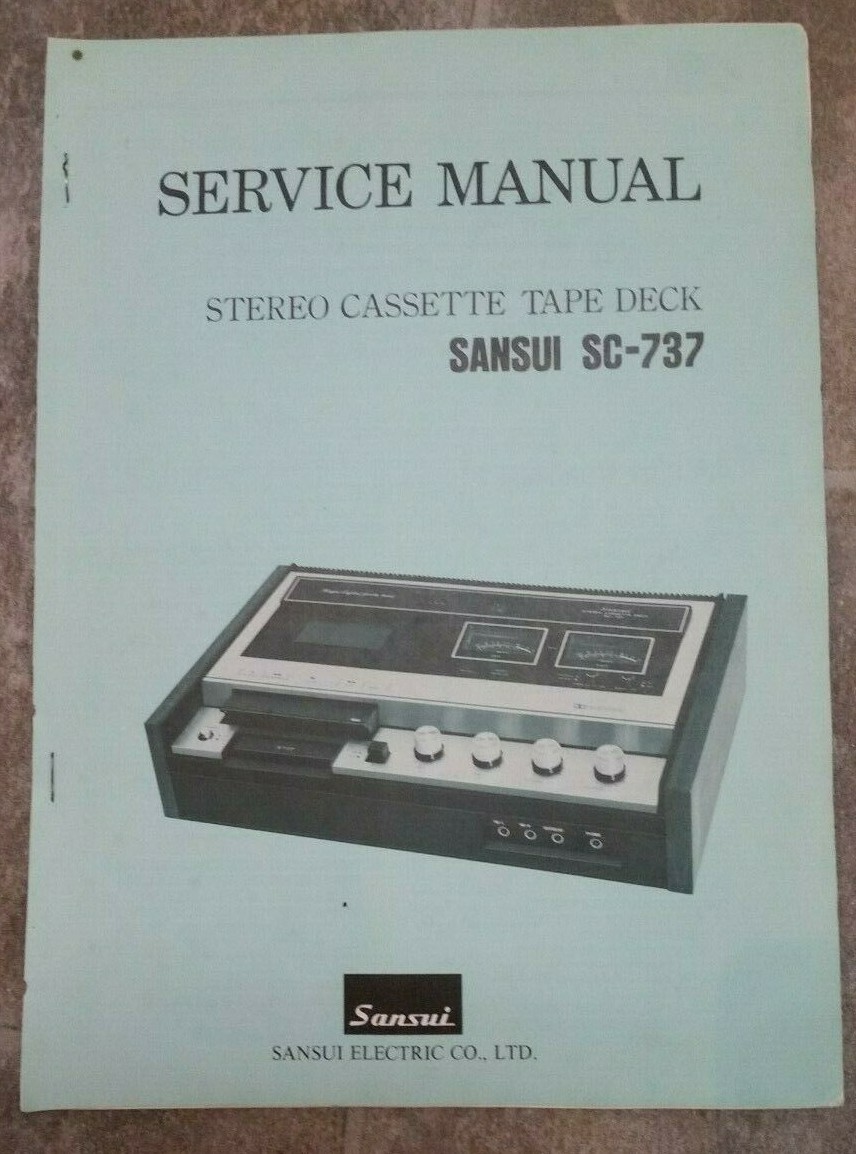 SERVICE MANUAL
STEREO CASSETTE TAPE DECK
SANSUI SC-737
Sansui
SANSUI ELECTRIC CO., LTD.